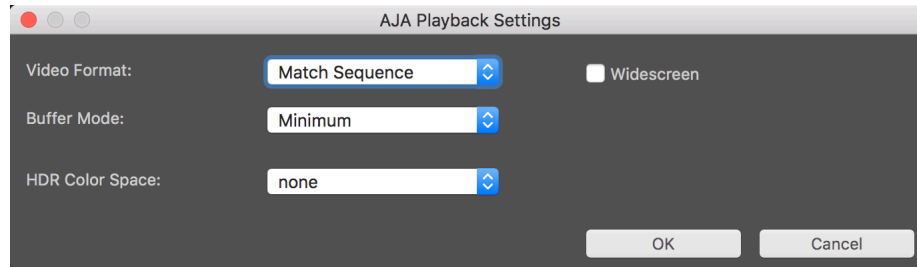 AJA Playback Settings
Video Format: Match Sequence Widescreen
Buffer Mode: Minimum
HDR Color Space: none
OK Cancel